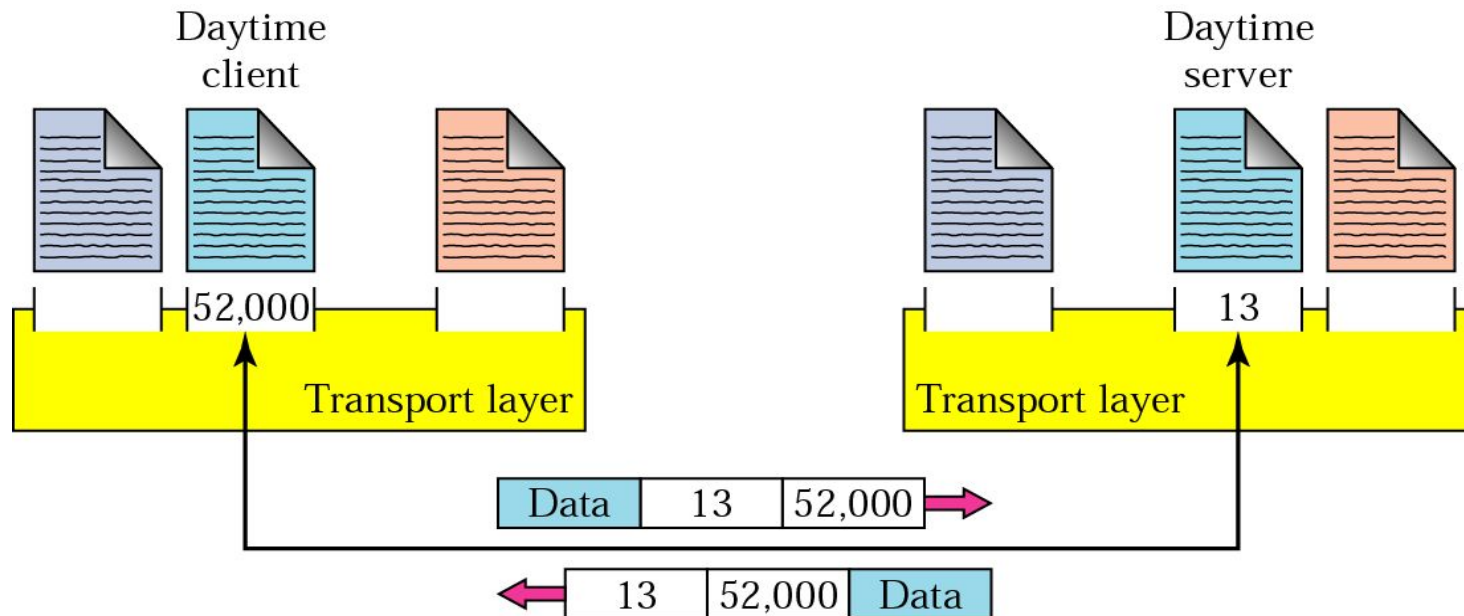 Daytime
client
Daytime
server
52,000
13
Transport layer
Transport layer
Data 13 52,000
13 52,000 Data